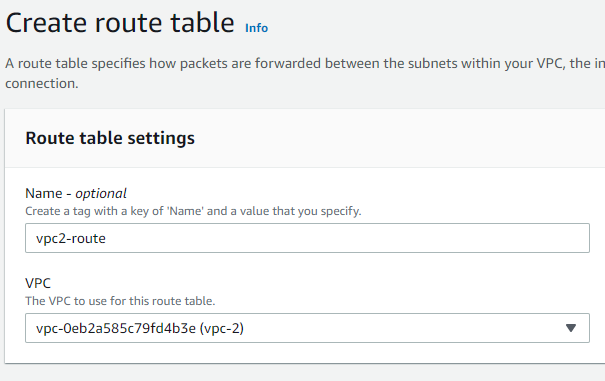 Create route table Info
A route table specifies how packets are forwarded between the subnets within your VPC, the in
connection.
Route table settings
Name - optional
Create a tag with a key of 'Name' and a value that you specify.
vpc2-route
VPC
The VPC to use for this route table.
vpc-0eb2a585c79fd4b3e (vpc-2)